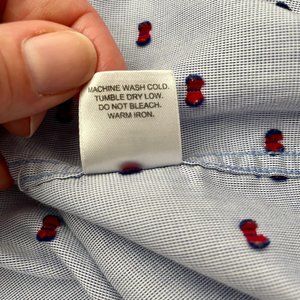 MACHINE WASH COLD.
TUMBLE DRY LOW.
DO NOT BLEACH.
WARM IRON.